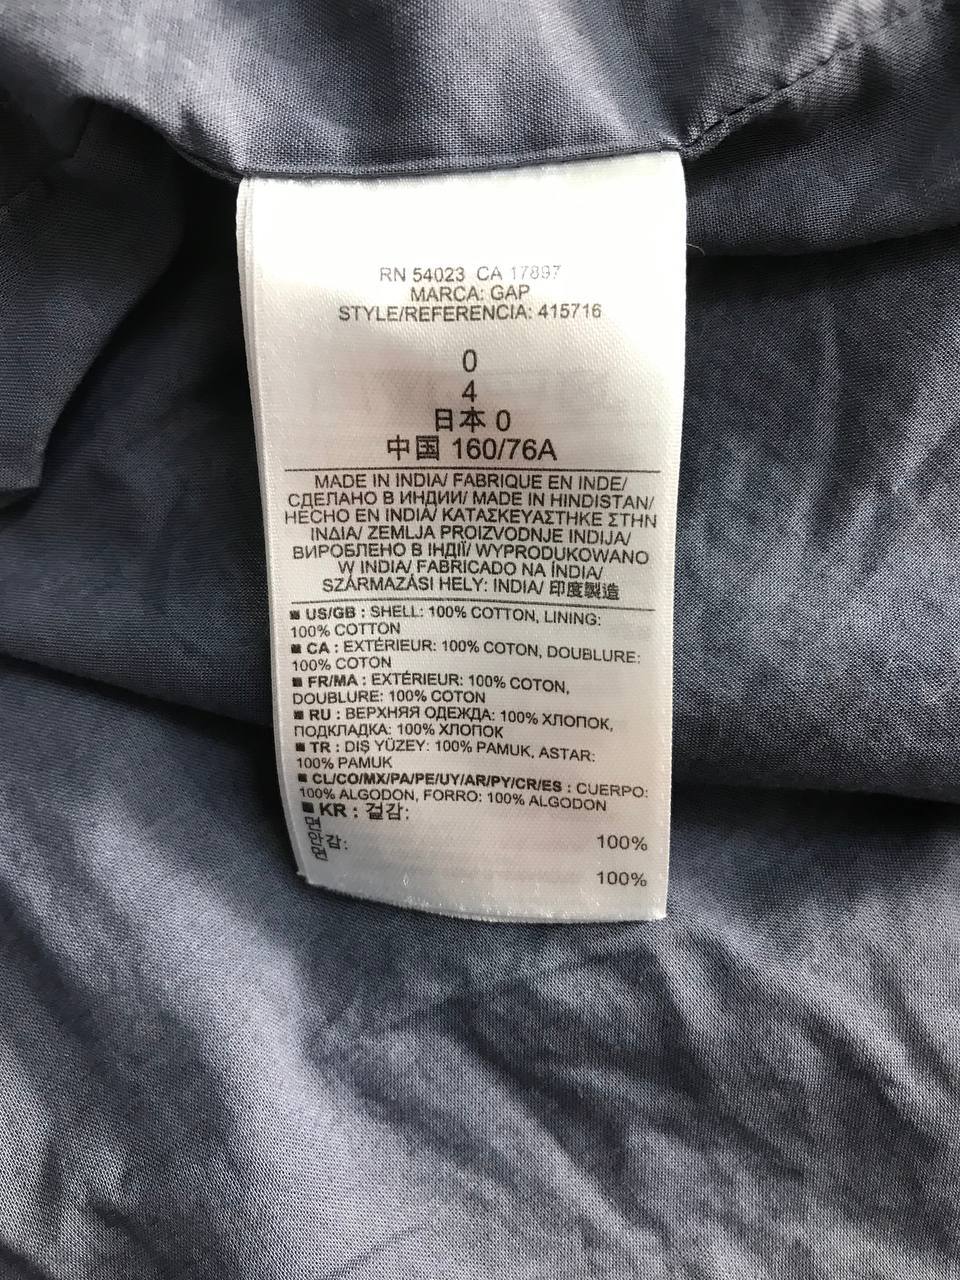 RN 54023 CA 17897
MARCA: GAP
STYLE/REFERENCIA: 415716
0
4
日本 0
中国 160/76A
MADE IN INDIA/ FABRIQUE EN INDE/
СДЕЛАНО В ИНДИИ/ MADE IN HINDISTAN/
HECHO EN INDIA/ ΚΑΤΑΣΚΕΥΑΣΤΗΚΕ ΣΤΗΝ
ΙΝΔΙΑ/ ZEMLJA PROIZVODNJE INDIJA/
ВИРОБЛЕНО В ІНДІЇ/ WYPRODUKOWANO
W INDIA/ FABRICADO NA ÍNDIA/
SZÁRMAZÁSI HELY: INDIA/ 印度製造
■ US/GB : SHELL: 100% COTTON, LINING:
100% COTTON
■ CA : EXTÉRIEUR: 100% COTON, DOUBLURE:
100% COTON
■ FR/MA : EXTÉRIEUR: 100% COTON,
DOUBLURE: 100% COTON
■ RU : ВЕРХНЯЯ ОДЕЖДА: 100% ХЛОПОК,
ПОДКЛАДКА: 100% ХЛОПОК
■ TR : DIŞ YÜZEY: 100% PAMUK, ASTAR:
100% PAMUK
■ CL/CO/MX/PA/PE/UY/AR/PY/CR/ES : CUERPO:
100% ALGODON, FORRO: 100% ALGODON
■ KR : 겉감:
면 100%
안감:
면 100%